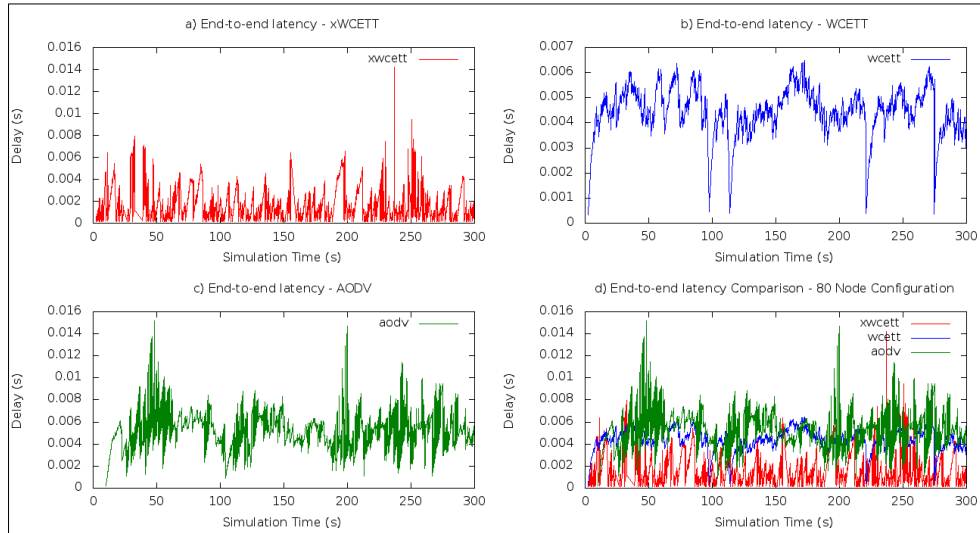 a) End-to-end latency - xWCETT
xwcett
0.016
0.014
0.012
0.01
0.008
0.006
0.004
0.002
0
Delay (s)
0 50 100 150 200 250 300
Simulation Time (s)
b) End-to-end latency - WCETT
wcett
0.007
0.006
0.005
0.004
0.003
0.002
0.001
0
Delay (s)
0 50 100 150 200 250 300
Simulation Time (s)
c) End-to-end latency - AODV
aodv
0.016
0.014
0.012
0.01
0.008
0.006
0.004
0.002
0
Delay (s)
0 50 100 150 200 250 300
Simulation Time (s)
d) End-to-end latency Comparison - 80 Node Configuration
xwcett
wcett
aodv
0.016
0.014
0.012
0.01
0.008
0.006
0.004
0.002
0
Delay (s)
0 50 100 150 200 250 300
Simulation Time (s)